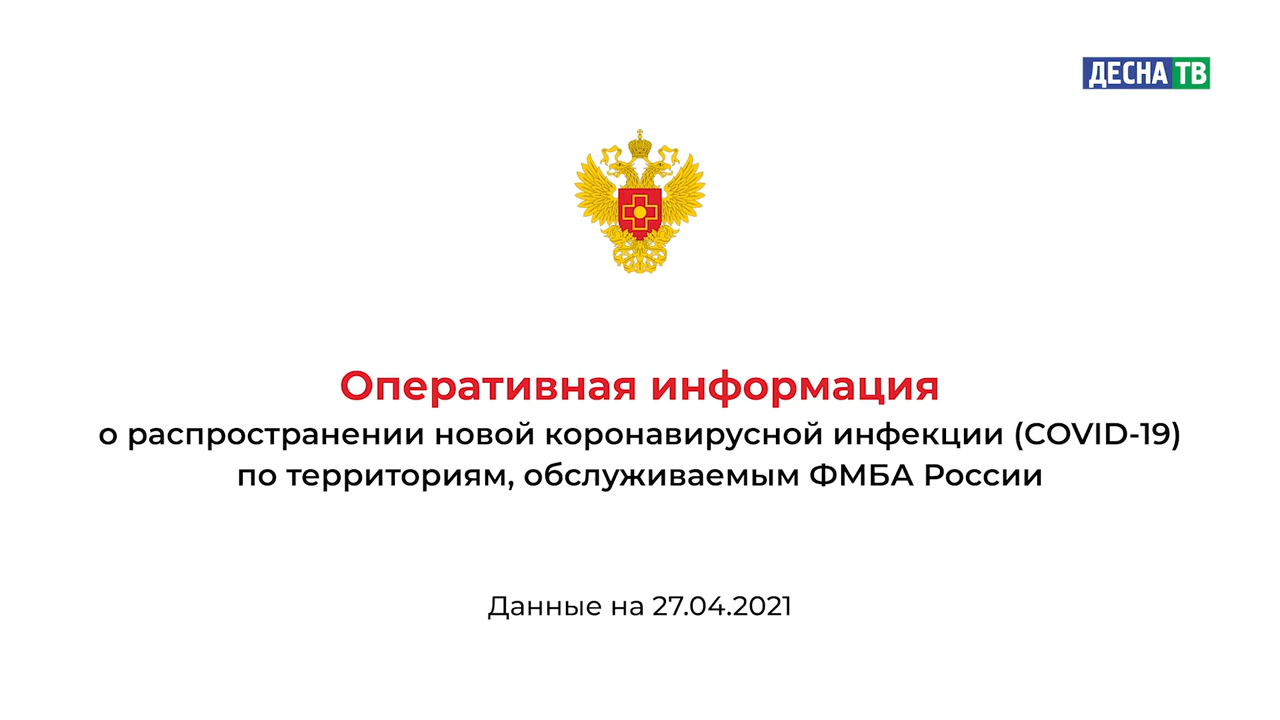 ДЕСНА ТВ
Оперативная информация
о распространении новой коронавирусной инфекции (COVID-19)
по территориям, обслуживаемым ФМБА России
Данные на 27.04.2021